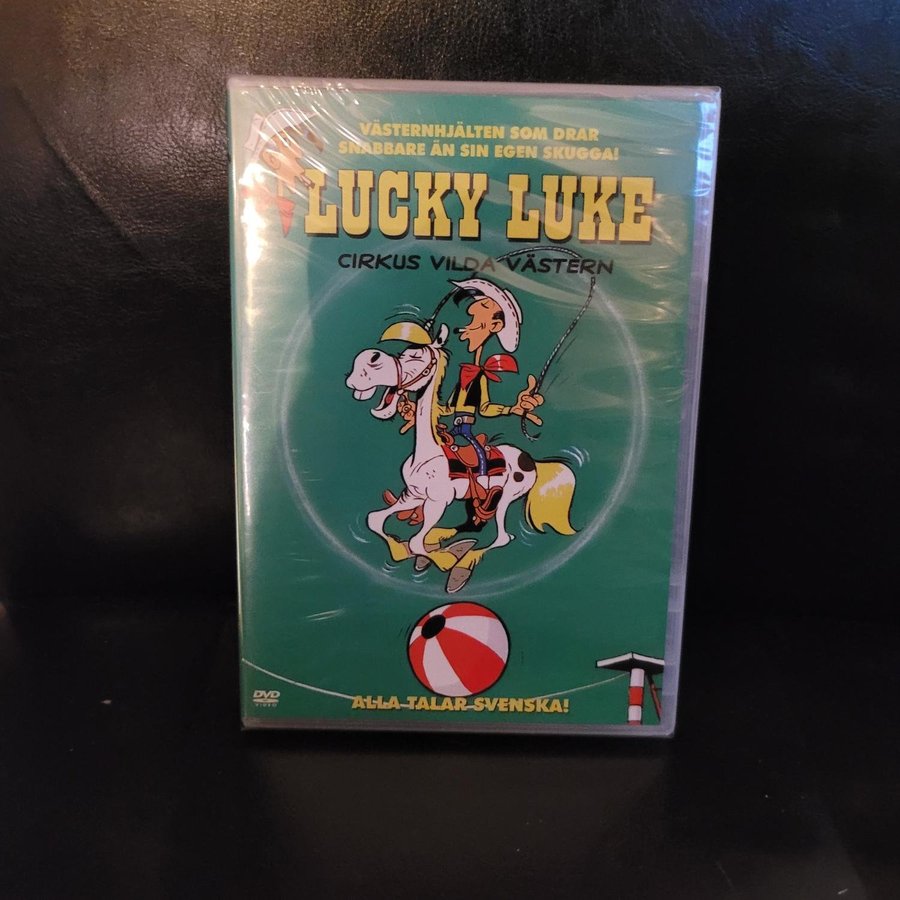 VÄSTERNHJÄLTEN SOM DRAR
SNABBARE ÄN SIN EGEN SKUGGA!
LUCKY LUKE
CIRKUS VILDA VÄSTERN
ALLA TALAR SVENSKA!
DVD
VIDEO